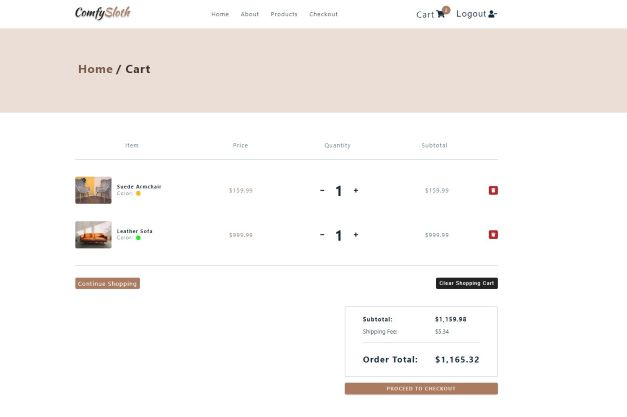 ComfySloth
Home About Products Checkout
Cart
Logout
Home / Cart
Item Price Quantity Subtotal
Suede Armchair
Color:
$159.99 - 1 + $159.99
Leather Sofa
Color:
$999.99 - 1 + $999.99
Continue Shopping Clear Shopping Cart
Subtotal: $1,159.98
Shipping Fee: $5.34
Order Total: $1,165.32
PROCEED TO CHECKOUT